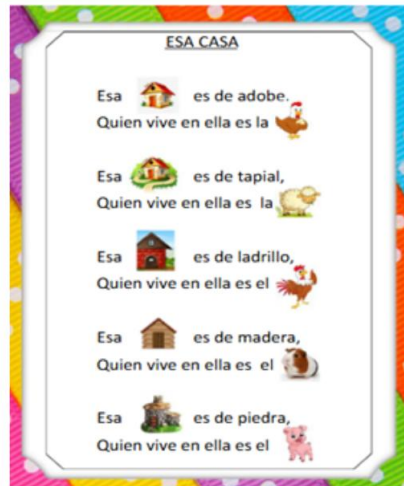 ESA CASA
Esa es de adobe.
Quien vive en ella es la
Esa es de tapial,
Quien vive en ella es la
Esa es de ladrillo,
Quien vive en ella es el
Esa es de madera,
Quien vive en ella es el
Esa es de piedra,
Quien vive en ella es el